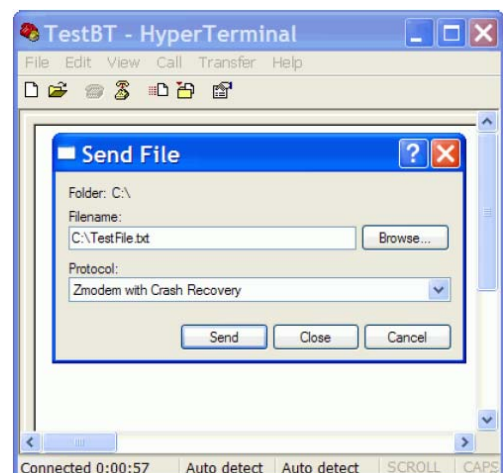 TestBT - HyperTerminal
File Edit View Call Transfer Help
Send File
Folder: C:\
Filename:
C:\TestFile.txt Browse...
Protocol:
Zmodem with Crash Recovery
Send Close Cancel
Connected 0:00:57 Auto detect Auto detect SCROLL CAPS